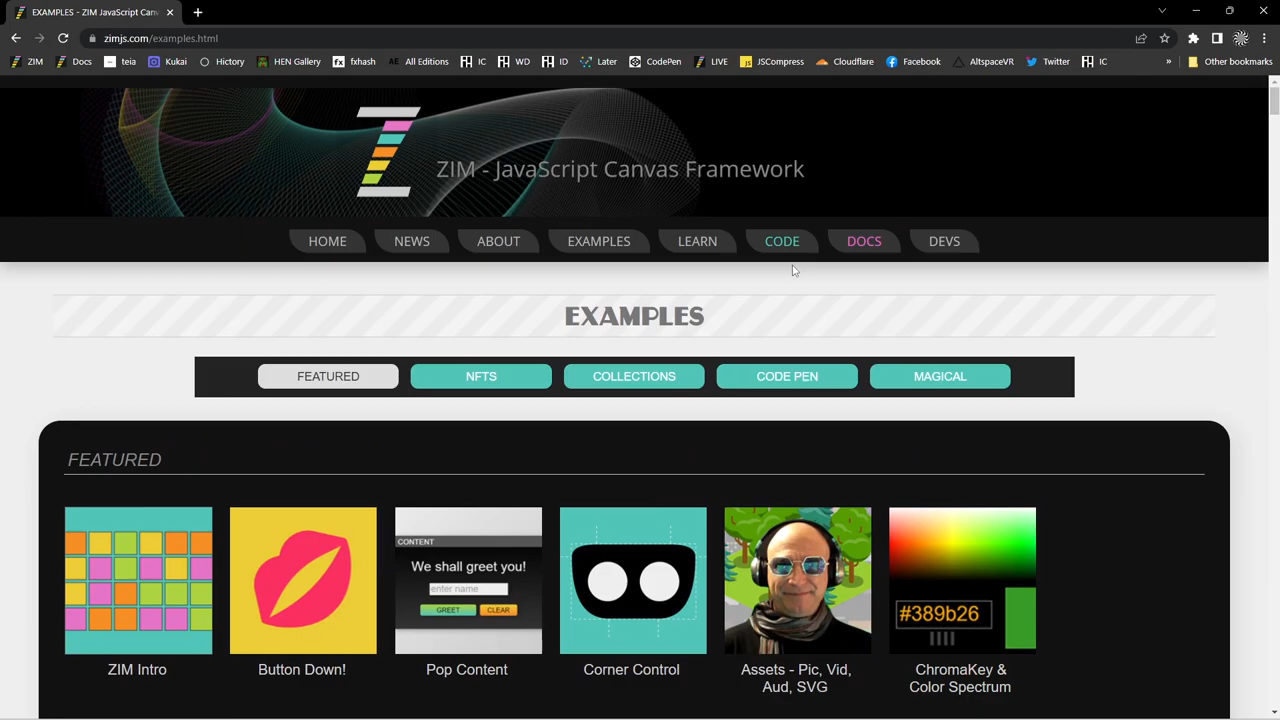 EXAMPLES - ZIM JavaScript Can
zimjs.com/examples.html
ZIM Docs teia Kukai Hictory HEN Gallery fxhash AE All Editions IC WD ID Later CodePen LIVE JSCompress Cloudflare Facebook AltspaceVR Twitter IC » Other bookmarks
ZIM - JavaScript Canvas Framework
HOME NEWS ABOUT EXAMPLES LEARN CODE DOCS DEVS
EXAMPLES
FEATURED NFTS COLLECTIONS CODE PEN MAGICAL
FEATURED
CONTENT
We shall greet you!
enter name
GREET CLEAR
#389b26
ZIM Intro
Button Down!
Pop Content
Corner Control
Assets - Pic, Vid,
Aud, SVG
ChromaKey &
Color Spectrum